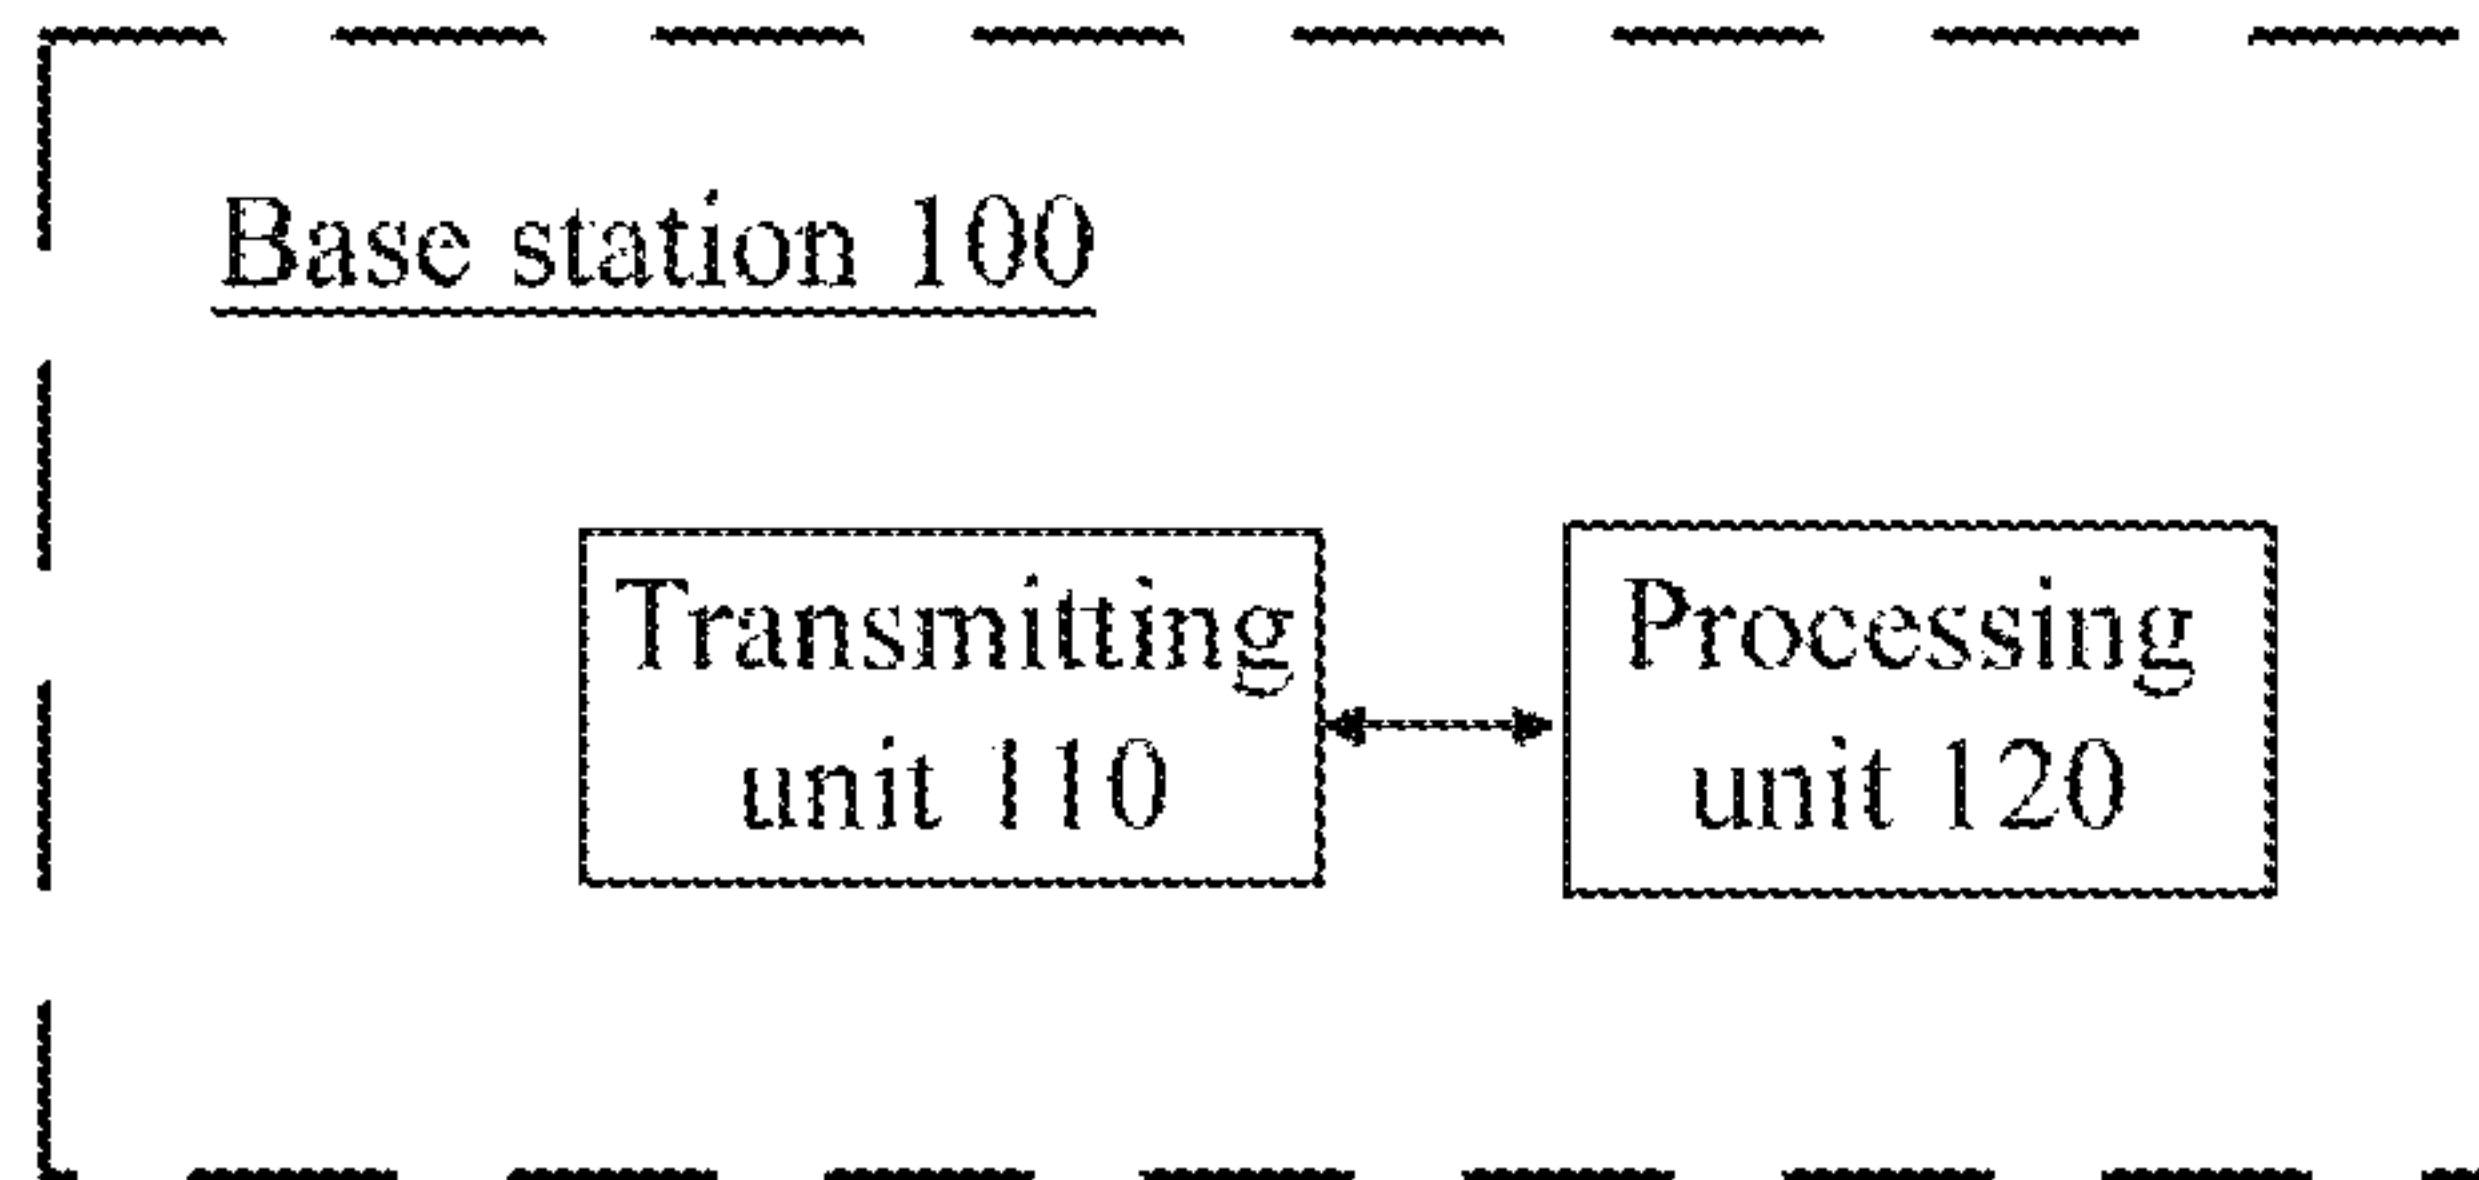 Base station 100
Transmitting
unit 110
Processing
unit 120